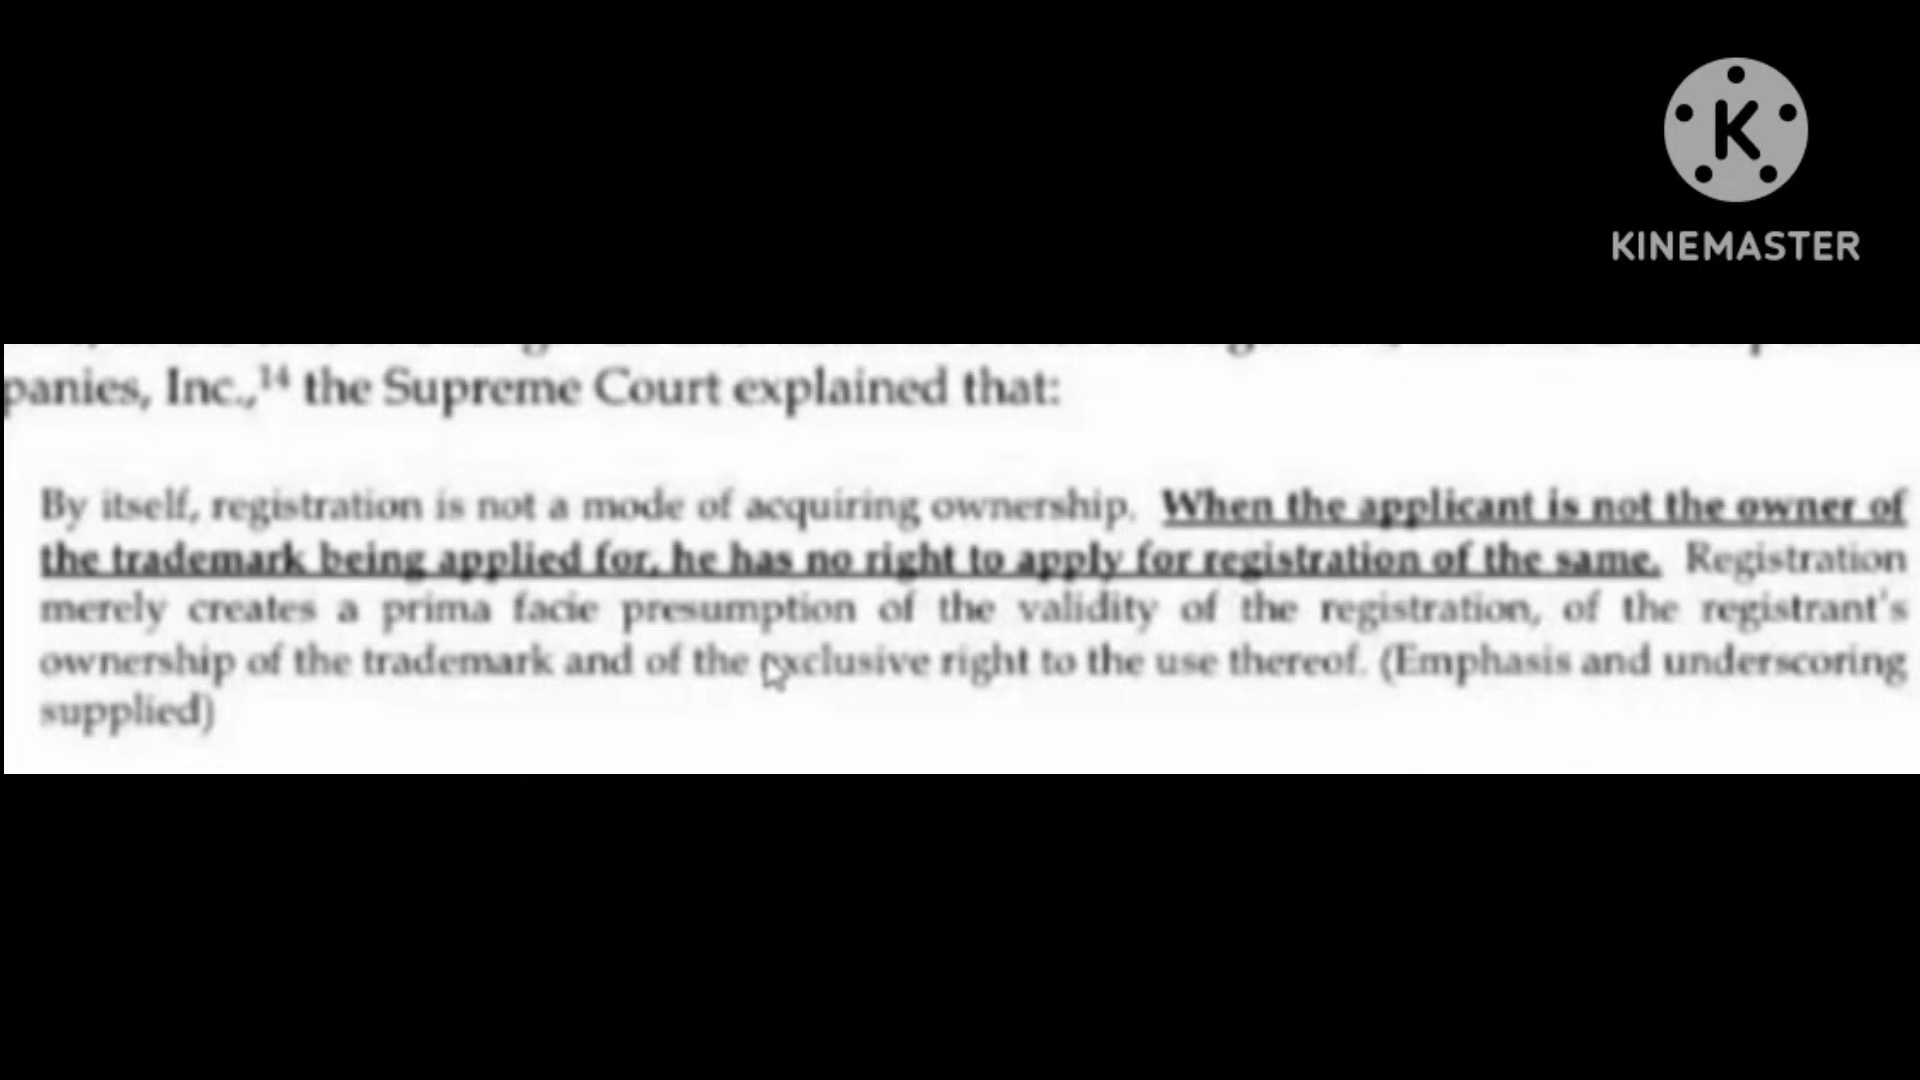 KINEMASTER
panies, Inc.,14 the Supreme Court explained that:
By itself, registration is not a mode of acquiring ownership. When the applicant is not the owner of
the trademark being applied for, he has no right to apply for registration of the same. Registration
merely creates a prima facie presumption of the validity of the registration, of the registrant's
ownership of the trademark and of the exclusive right to the use thereof. (Emphasis and underscoring
supplied)